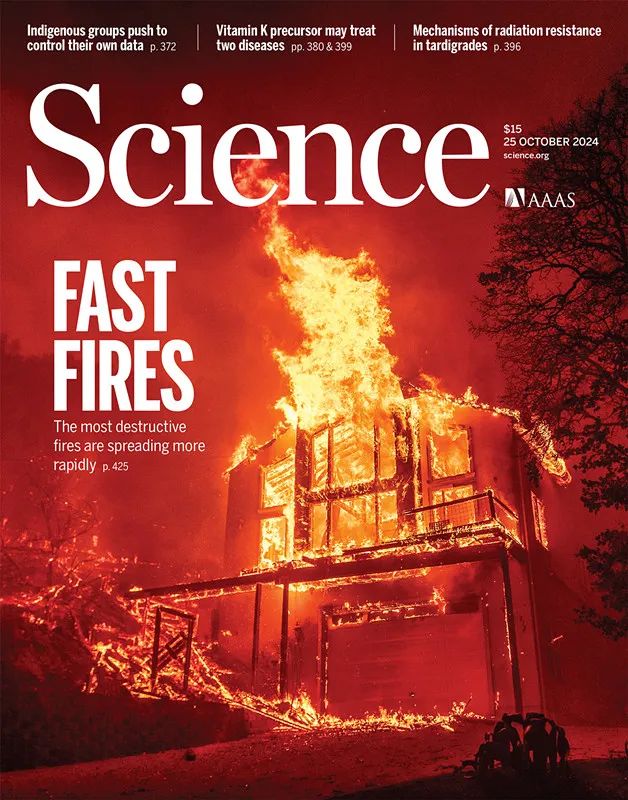 Indigenous groups push to
control their own data p. 372
Vitamin K precursor may treat
two diseases pp. 380 & 399
Mechanisms of radiation resistance
in tardigrades p. 396
Science
$15
25 OCTOBER 2024
science.org
AAAS
FAST
FIRES
The most destructive
fires are spreading more
rapidly p. 425